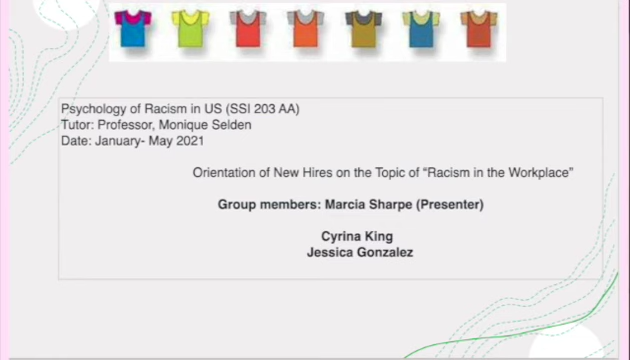 Psychology of Racism in US (SSI 203 AA)
Tutor: Professor, Monique Selden
Date: January- May 2021
Orientation of New Hires on the Topic of “Racism in the Workplace”
Group members: Marcia Sharpe (Presenter)
Cyrina King
Jessica Gonzalez